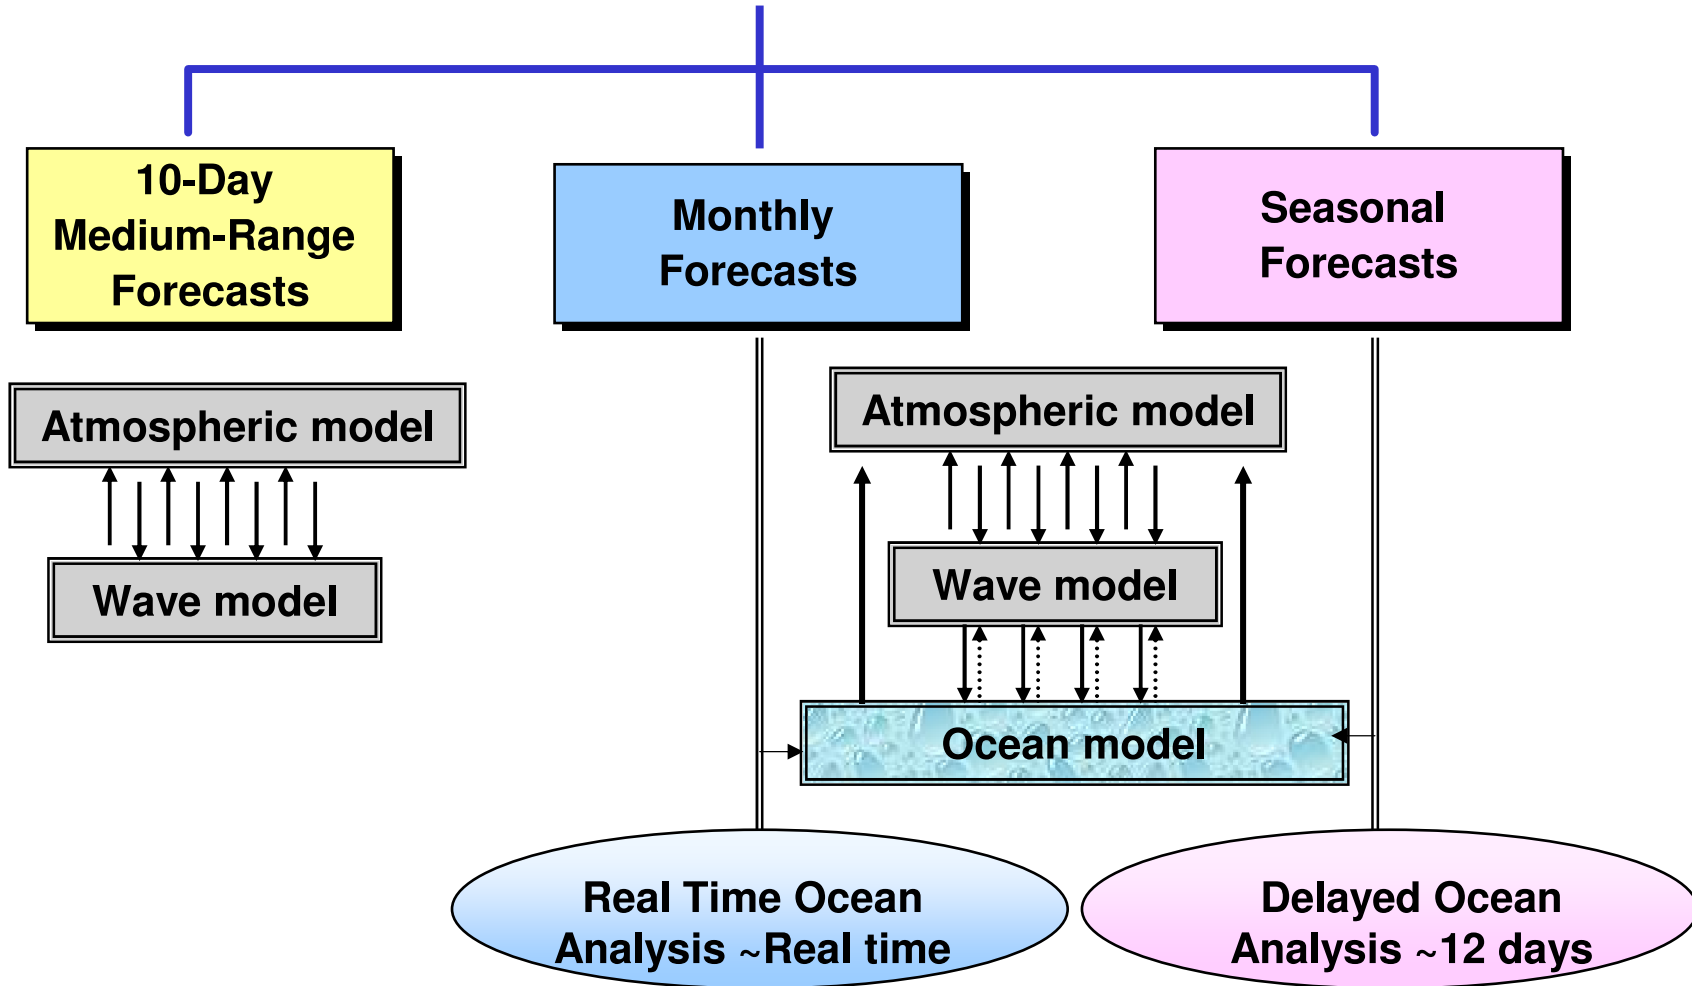 10-Day
Medium-Range
Forecasts
Monthly
Forecasts
Seasonal
Forecasts
Atmospheric model
Wave model
Atmospheric model
Wave model
Ocean model
Real Time Ocean
Analysis ~Real time
Delayed Ocean
Analysis ~12 days